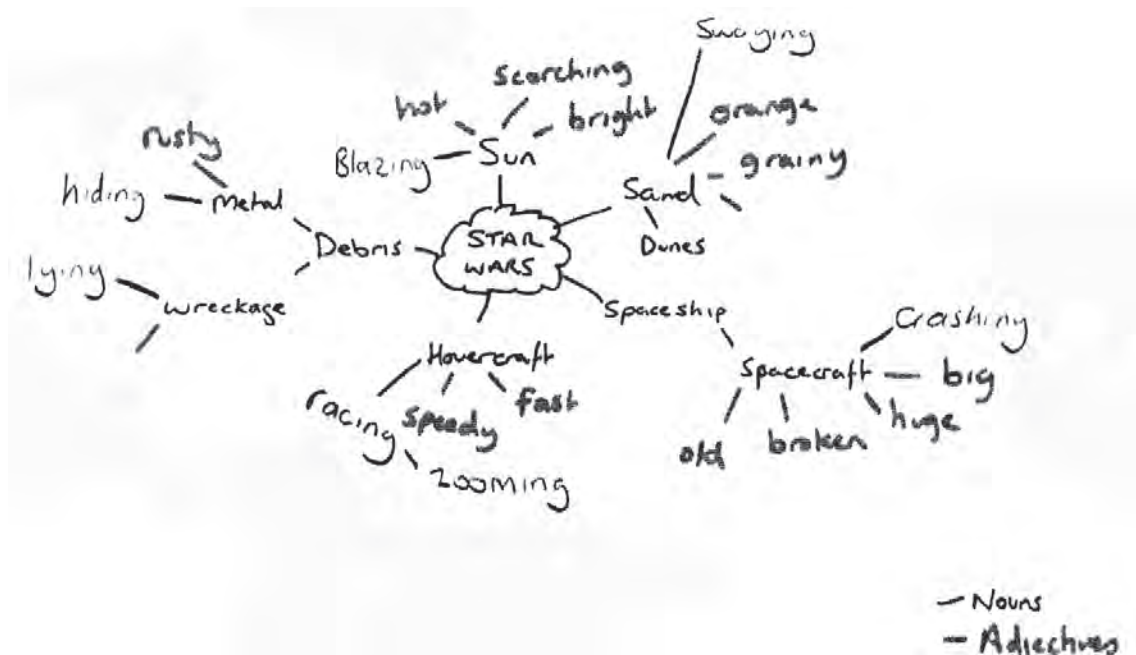 Swaying
scorching
hot
bright
orange
Blazing
Sun
grainy
rusty
Sand
hiding
Metal
Dunes
Debris
STAR
WARS
lying
wreckage
Spaceship
Crashing
Hovercraft
Spacecraft
big
racing
speedy
fast
huge
old
broken
zooming
Nouns
Adjectives